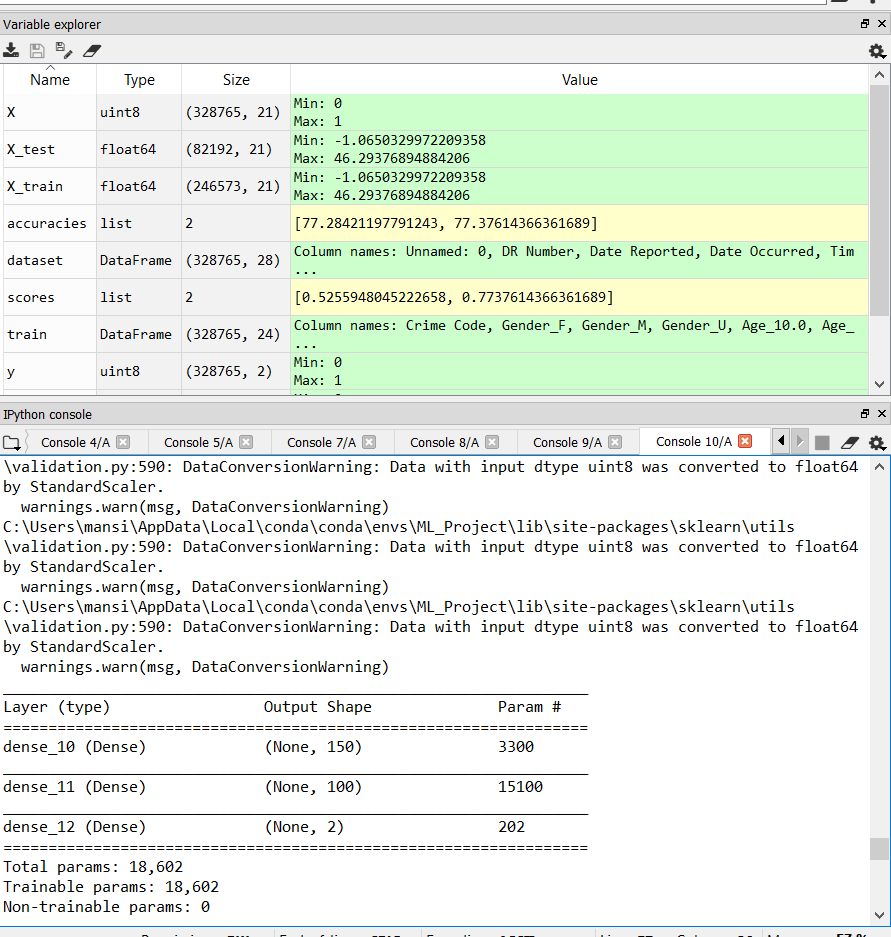 Variable explorer
Name Type Size Value
X uint8 (328765, 21) Min: 0
Max: 1
X_test float64 (82192, 21) Min: -1.0650329972209358
Max: 46.29376894884206
X_train float64 (246573, 21) Min: -1.0650329972209358
Max: 46.29376894884206
accuracies list 2 [77.28421197791243, 77.37614366361689]
dataset DataFrame (328765, 28) Column names: Unnamed: 0, DR Number, Date Reported, Date Occurred, Tim
...
scores list 2 [0.5255948045222658, 0.7737614366361689]
train DataFrame (328765, 24) Column names: Crime Code, Gender_F, Gender_M, Gender_U, Age_10.0, Age_
...
y uint8 (328765, 2) Min: 0
Max: 1
IPython console
Console 4/A Console 5/A Console 7/A Console 8/A Console 9/A Console 10/A
\validation.py:590: DataConversionWarning: Data with input dtype uint8 was converted to float64
by StandardScaler.
warnings.warn(msg, DataConversionWarning)
C:\Users\mansi\AppData\Local\conda\conda\envs\ML_Project\lib\site-packages\sklearn\utils
\validation.py:590: DataConversionWarning: Data with input dtype uint8 was converted to float64
by StandardScaler.
warnings.warn(msg, DataConversionWarning)
C:\Users\mansi\AppData\Local\conda\conda\envs\ML_Project\lib\site-packages\sklearn\utils
\validation.py:590: DataConversionWarning: Data with input dtype uint8 was converted to float64
by StandardScaler.
warnings.warn(msg, DataConversionWarning)
_________________________________________________________________
Layer (type) Output Shape Param #
=================================================================
dense_10 (Dense) (None, 150) 3300
_________________________________________________________________
dense_11 (Dense) (None, 100) 15100
_________________________________________________________________
dense_12 (Dense) (None, 2) 202
=================================================================
Total params: 18,602
Trainable params: 18,602
Non-trainable params: 0